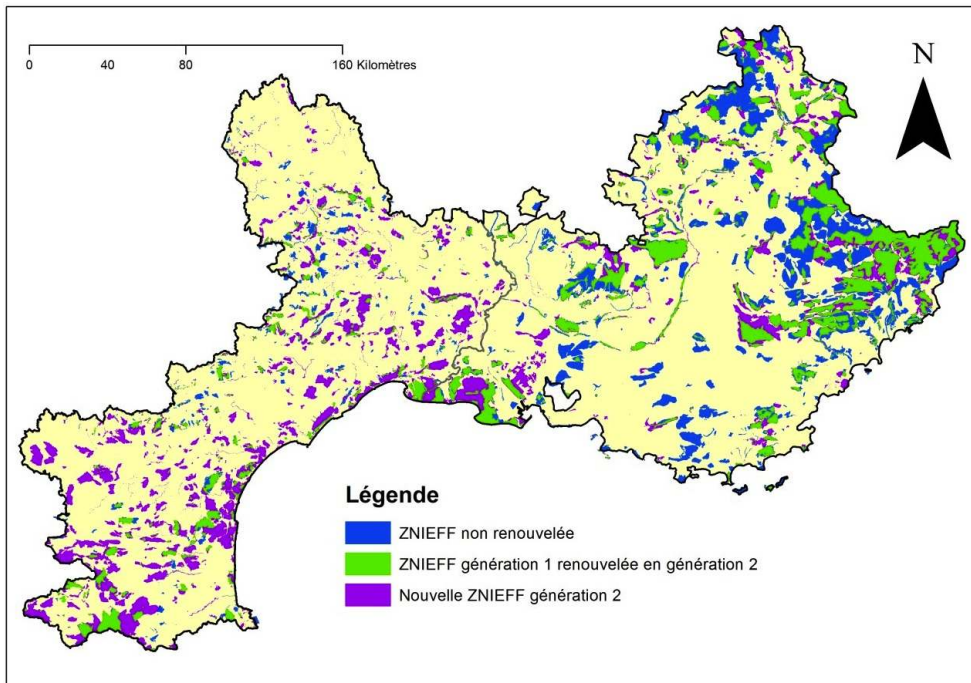 0 40 80 160 Kilomètres
N
Légende
ZNIEFF non renouvelée
ZNIEFF génération 1 renouvelée en génération 2
Nouvelle ZNIEFF génération 2